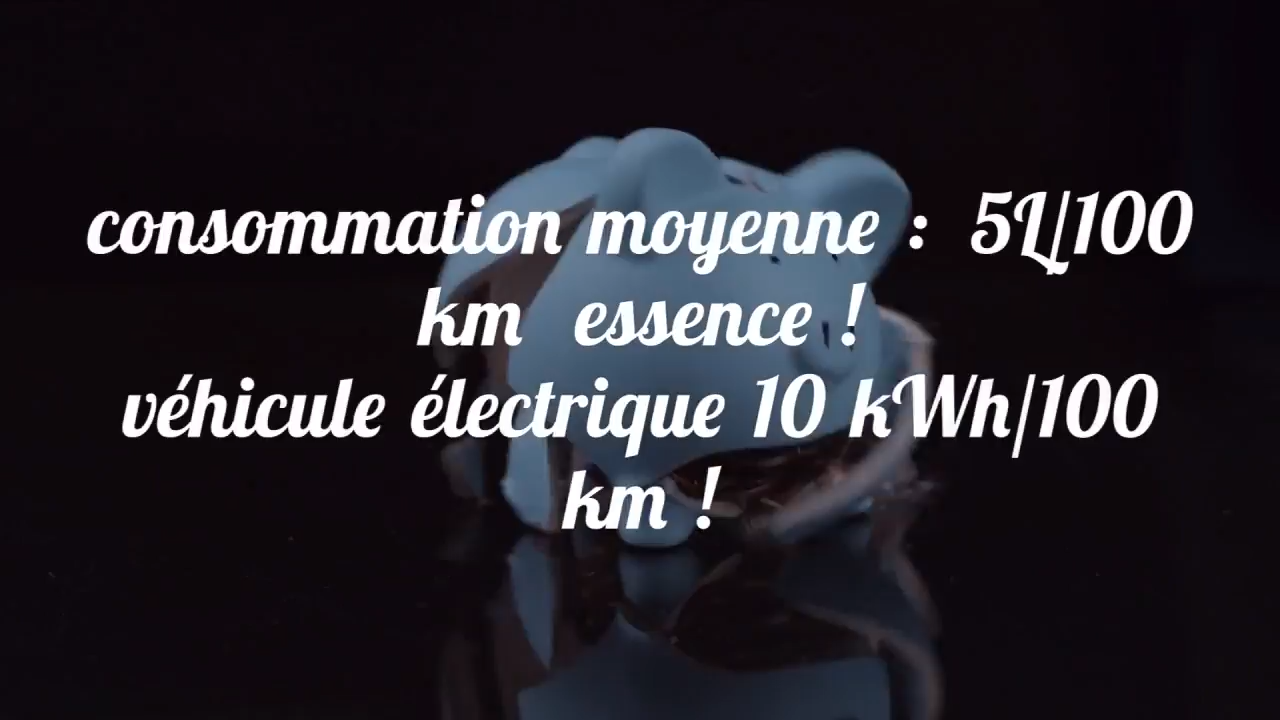 consommation moyenne : 5L/100
km essence !
véhicule électrique 10 kWh/100
km !